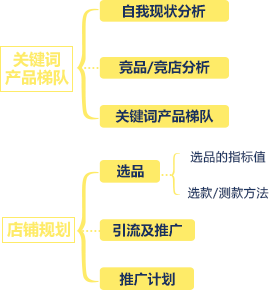 关键词
产品梯队
自我现状分析
竞品/竞店分析
关键词产品梯队
店铺规划
选品
选品的指标值
选款/测款方法
引流及推广
推广计划